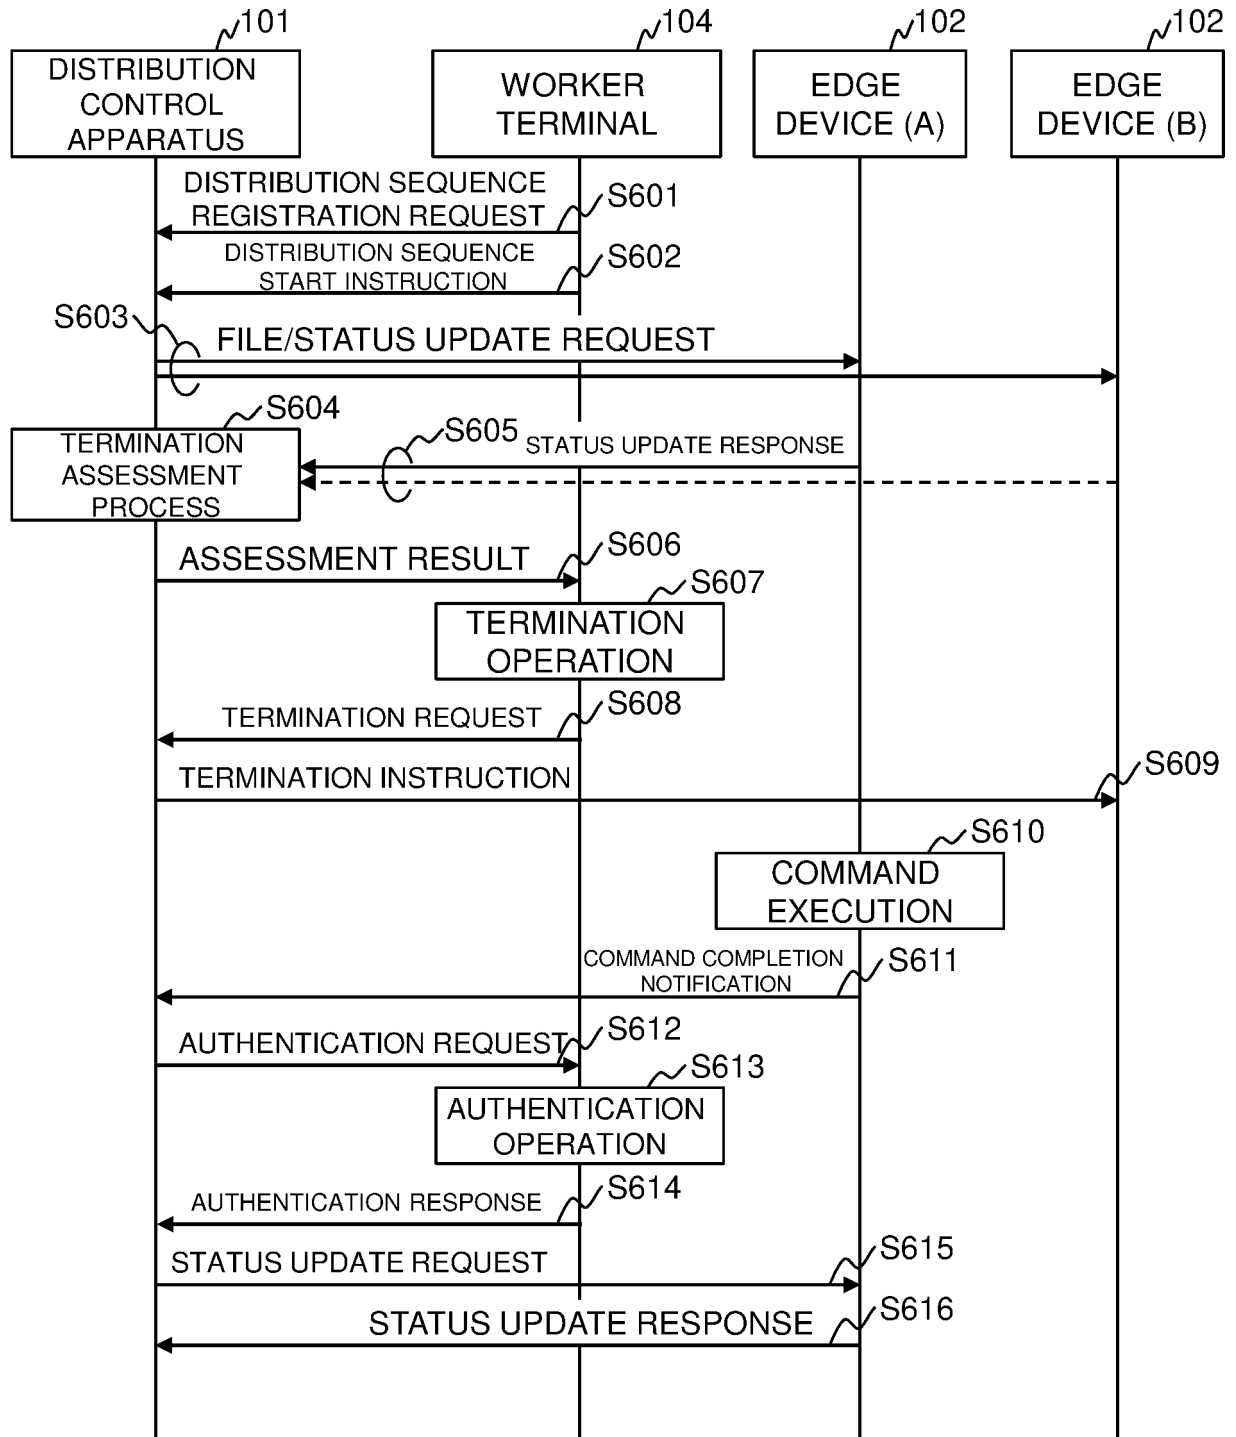 101
104
102
102
DISTRIBUTION
CONTROL
APPARATUS
WORKER
TERMINAL
EDGE
DEVICE (A)
EDGE
DEVICE (B)
DISTRIBUTION SEQUENCE
REGISTRATION REQUEST
S601
DISTRIBUTION SEQUENCE
START INSTRUCTION
S602
S603
FILE/STATUS UPDATE REQUEST
S604
TERMINATION
ASSESSMENT
PROCESS
S605
STATUS UPDATE RESPONSE
ASSESSMENT RESULT
S606
S607
TERMINATION
OPERATION
TERMINATION REQUEST
S608
TERMINATION INSTRUCTION
S609
S610
COMMAND
EXECUTION
COMMAND COMPLETION
NOTIFICATION
S611
AUTHENTICATION REQUEST
S612
S613
AUTHENTICATION
OPERATION
AUTHENTICATION RESPONSE
S614
STATUS UPDATE REQUEST
S615
STATUS UPDATE RESPONSE
S616